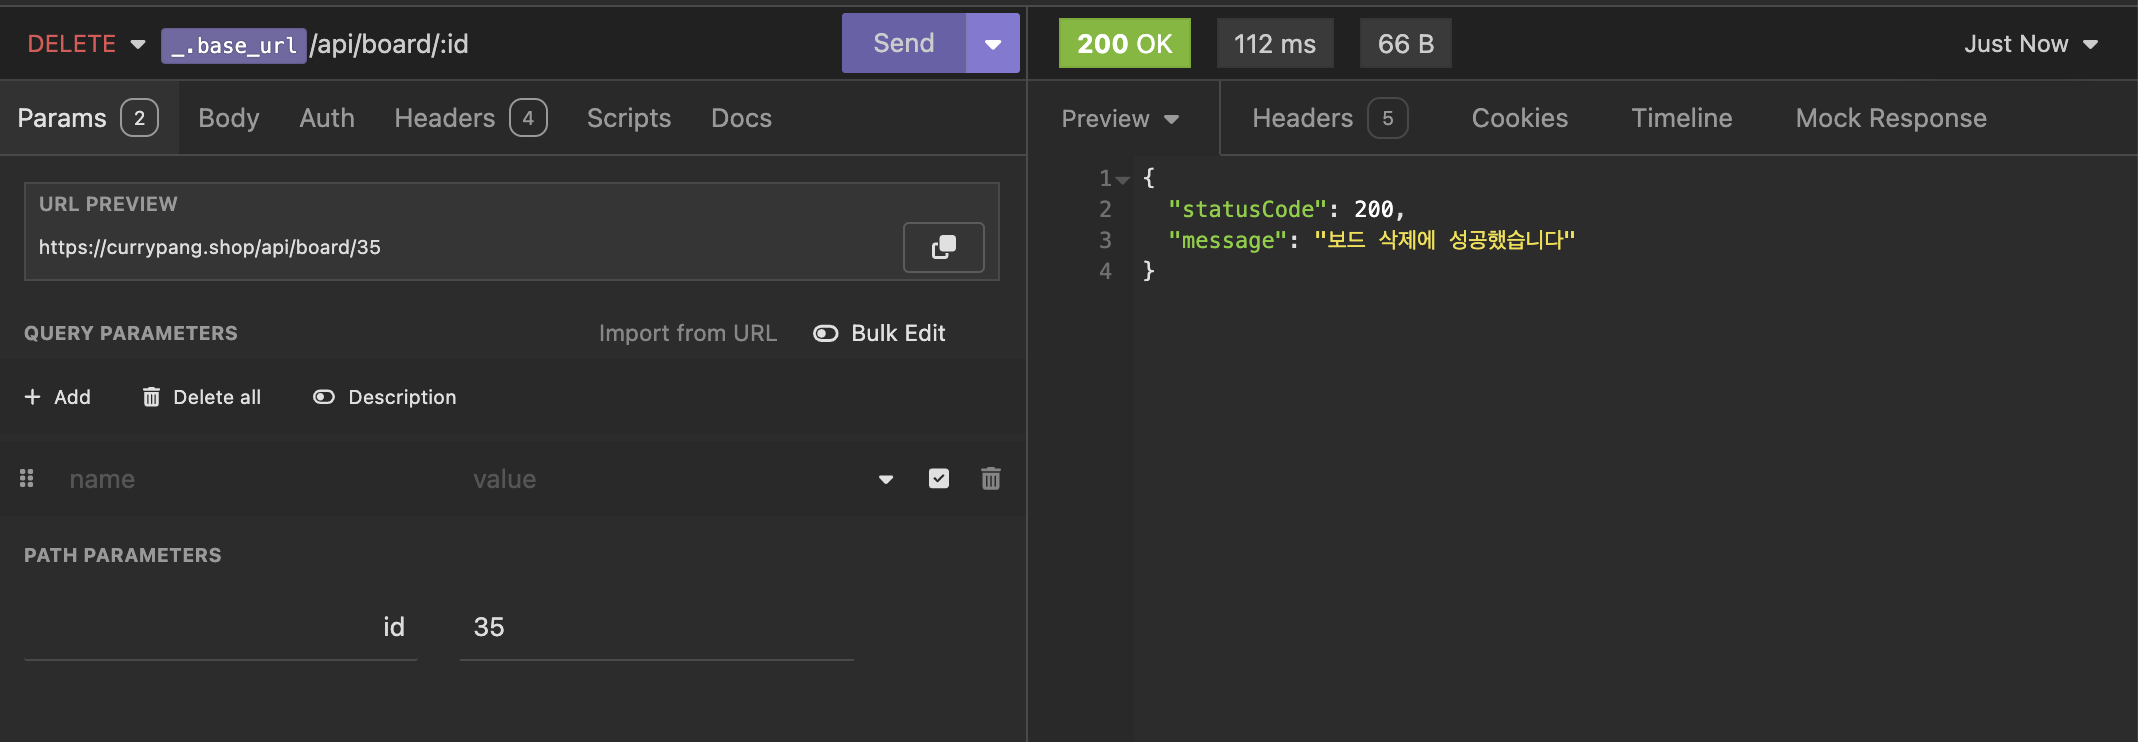 DELETE _.base_url/api/board/:id Send
200 OK 112 ms 66 B Just Now
Params 2 Body Auth Headers 4 Scripts Docs
Preview Headers 5 Cookies Timeline Mock Response
URL PREVIEW
https://currypang.shop/api/board/35
QUERY PARAMETERS Import from URL Bulk Edit
+ Add Delete all Description
name value
PATH PARAMETERS
id 35
1 {
2 "statusCode": 200,
3 "message": "보드 삭제에 성공했습니다"
4 }